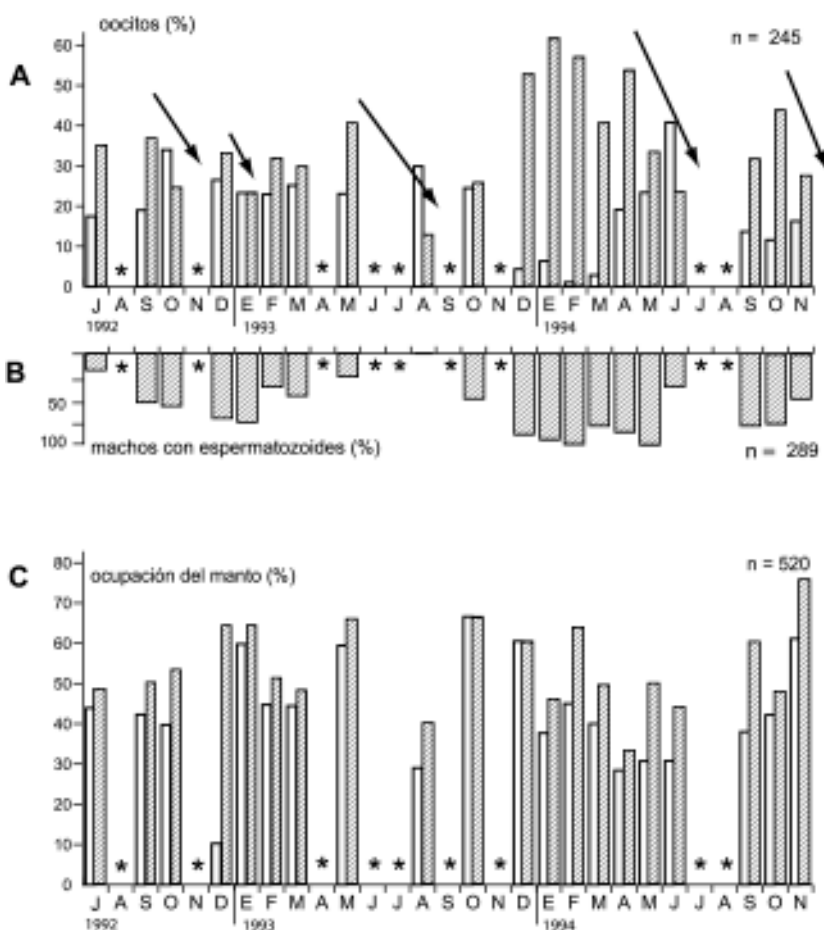 oocitos (%)
n = 245
A
60
50
40
30
20
10
0
* * * * * * * * *
J A S O N D E F M A M J J A S O N D E F M A M J J A S O N
1992 1993 1994
B
* * * * * * * * *
50
100
machos con espermatozoides (%)
n = 289
C
80
ocupación del manto (%)
n = 520
70
60
50
40
30
20
10
0
* * * * * * * * *
J A S O N D E F M A M J J A S O N D E F M A M J J A S O N
1992 1993 1994